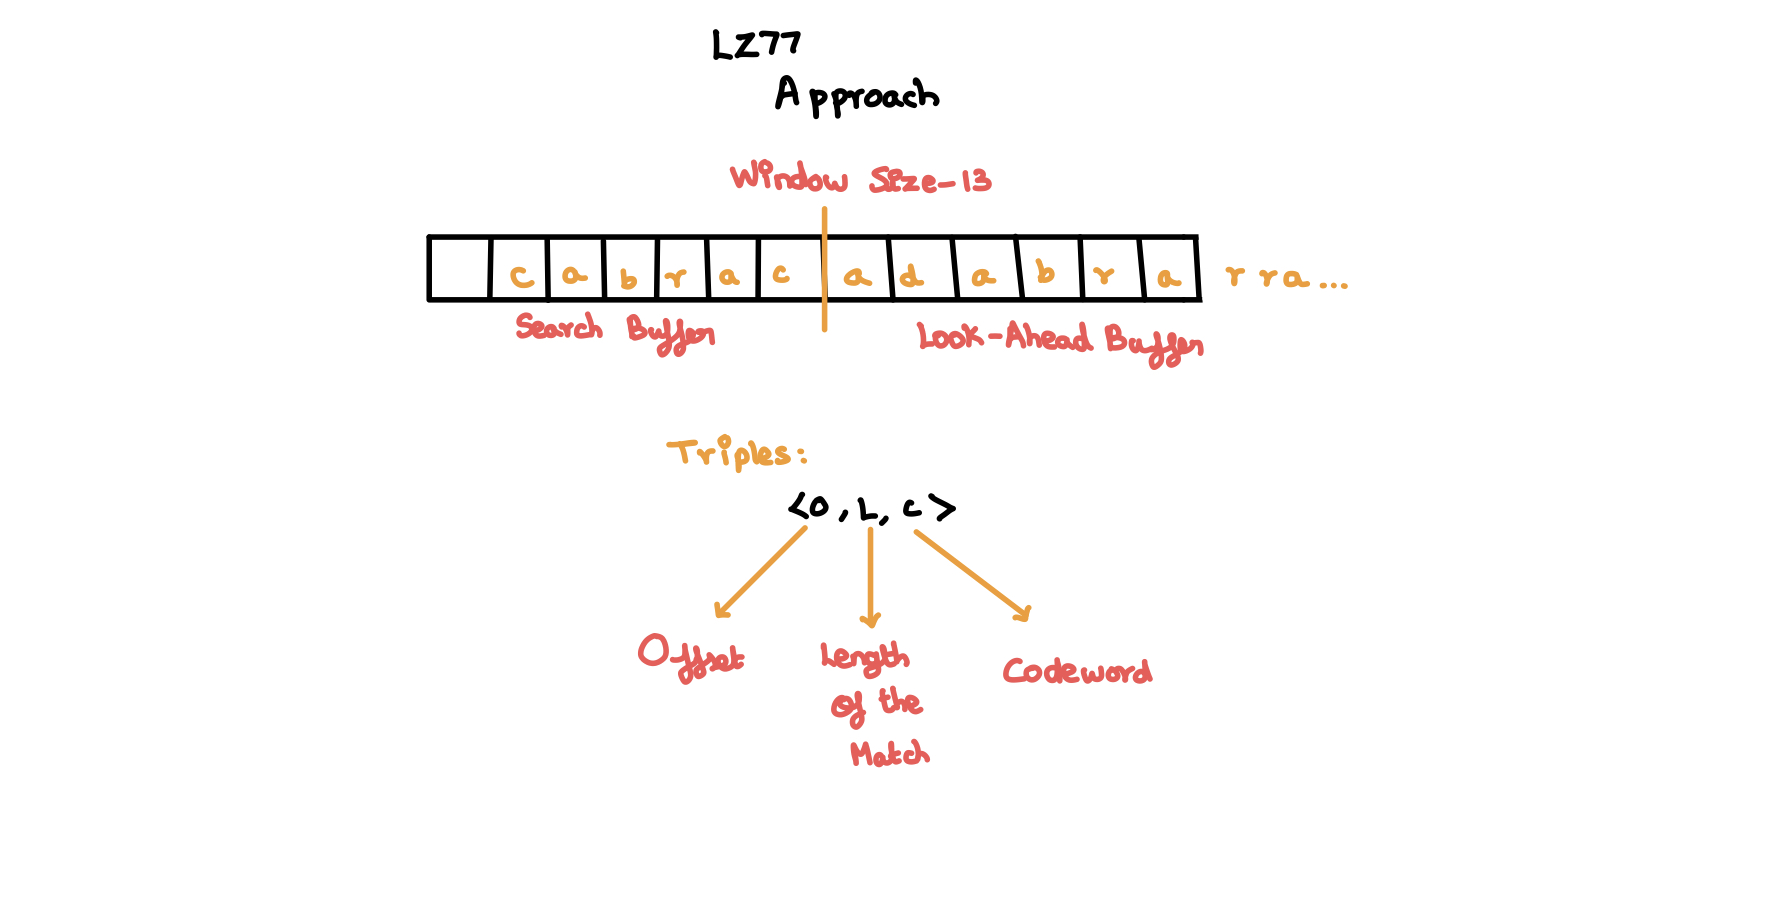 LZ77
Approach
Window Size-13
c a b r a c a d a b r a r r a...
Search Buffer
Look-Ahead Buffer
Triples:
<O, L, c>
Offset
Length
of the
Match
Codeword